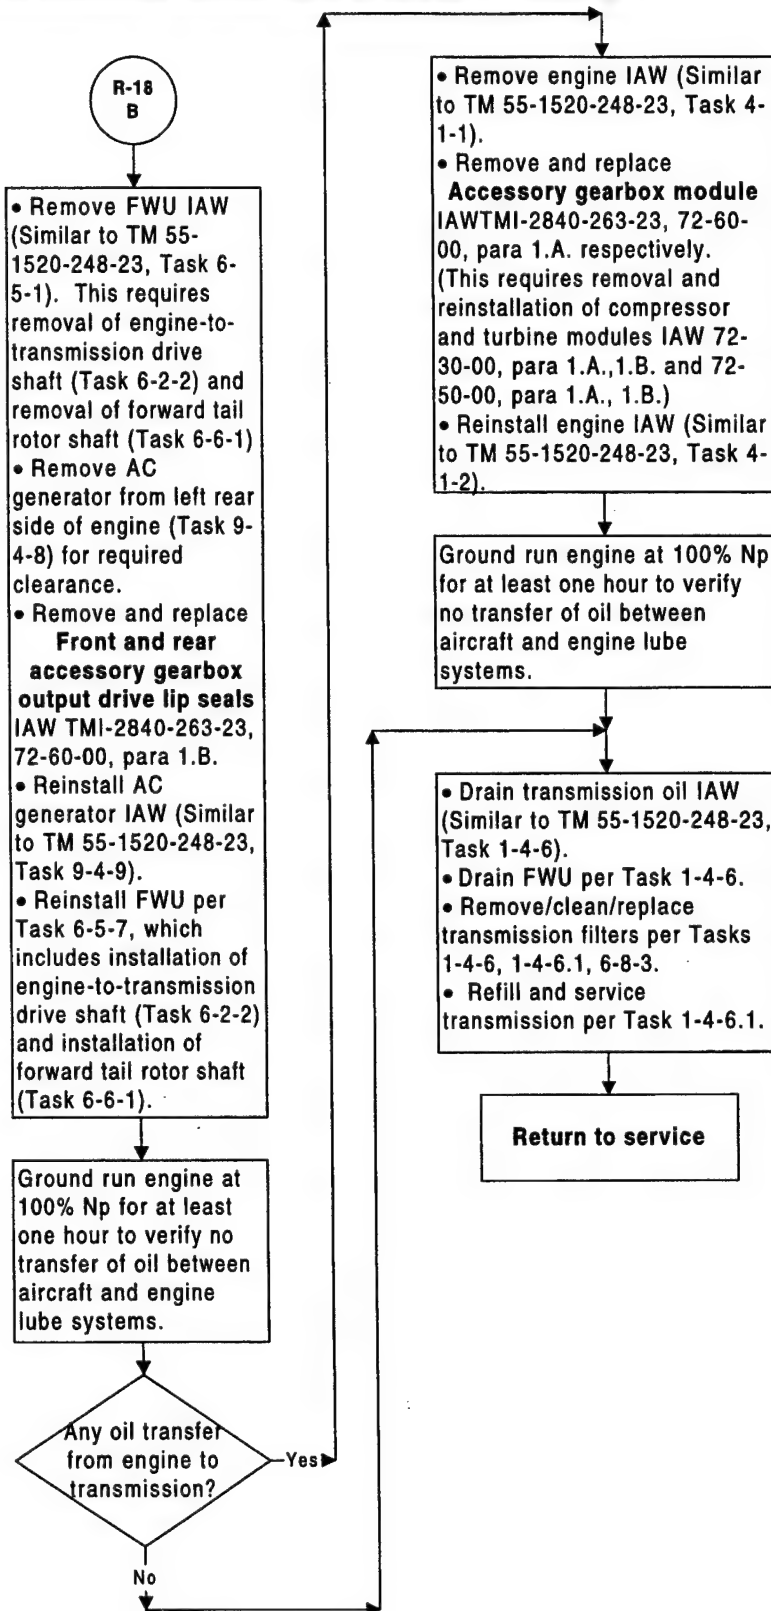 R-18
B
• Remove FWU IAW
(Similar to TM 55-
1520-248-23, Task 6-
5-1). This requires
removal of engine-to-
transmission drive
shaft (Task 6-2-2) and
removal of forward tail
rotor shaft (Task 6-6-1)
• Remove AC
generator from left rear
side of engine (Task 9-
4-8) for required
clearance.
• Remove and replace
Front and rear
accessory gearbox
output drive lip seals
IAW TMI-2840-263-23,
72-60-00, para 1.B.
• Reinstall AC
generator IAW (Similar
to TM 55-1520-248-23,
Task 9-4-9).
• Reinstall FWU per
Task 6-5-7, which
includes installation of
engine-to-transmission
drive shaft (Task 6-2-2)
and installation of
forward tail rotor shaft
(Task 6-6-1).
Ground run engine at
100% Np for at least
one hour to verify no
transfer of oil between
aircraft and engine
lube systems.
Any oil transfer
from engine to
transmission?
Yes
No
• Remove engine IAW (Similar
to TM 55-1520-248-23, Task 4-
1-1).
• Remove and replace
Accessory gearbox module
IAWTMI-2840-263-23, 72-60-
00, para 1.A. respectively.
(This requires removal and
reinstallation of compressor
and turbine modules IAW 72-
30-00, para 1.A.,1.B. and 72-
50-00, para 1.A., 1.B.)
• Reinstall engine IAW (Similar
to TM 55-1520-248-23, Task 4-
1-2).
Ground run engine at 100% Np
for at least one hour to verify
no transfer of oil between
aircraft and engine lube
systems.
• Drain transmission oil IAW
(Similar to TM 55-1520-248-23,
Task 1-4-6).
• Drain FWU per Task 1-4-6.
• Remove/clean/replace
transmission filters per Tasks
1-4-6, 1-4-6.1, 6-8-3.
• Refill and service
transmission per Task 1-4-6.1.
Return to service